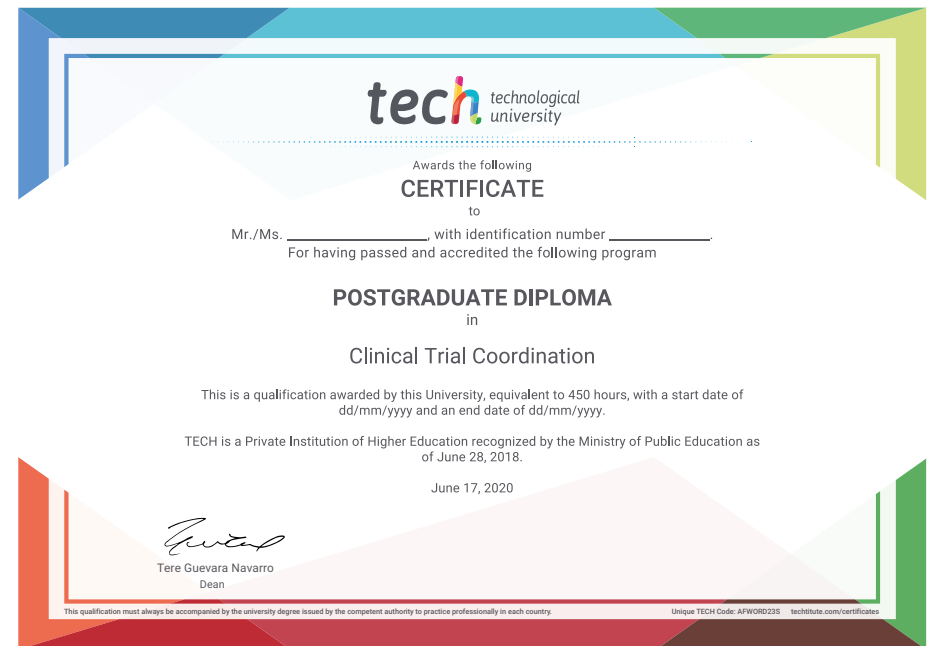 tech technological
university
Awards the following
CERTIFICATE
to
Mr./Ms. ____________________, with identification number ______________.
For having passed and accredited the following program
POSTGRADUATE DIPLOMA
in
Clinical Trial Coordination
This is a qualification awarded by this University, equivalent to 450 hours, with a start date of
dd/mm/yyyy and an end date of dd/mm/yyyy.
TECH is a Private Institution of Higher Education recognized by the Ministry of Public Education as
of June 28, 2018.
June 17, 2020
Tere Guevara Navarro
Dean
This qualification must always be accompanied by the university degree issued by the competent authority to practice professionally in each country. Unique TECH Code: AFWORD23S techtitute.com/certificates